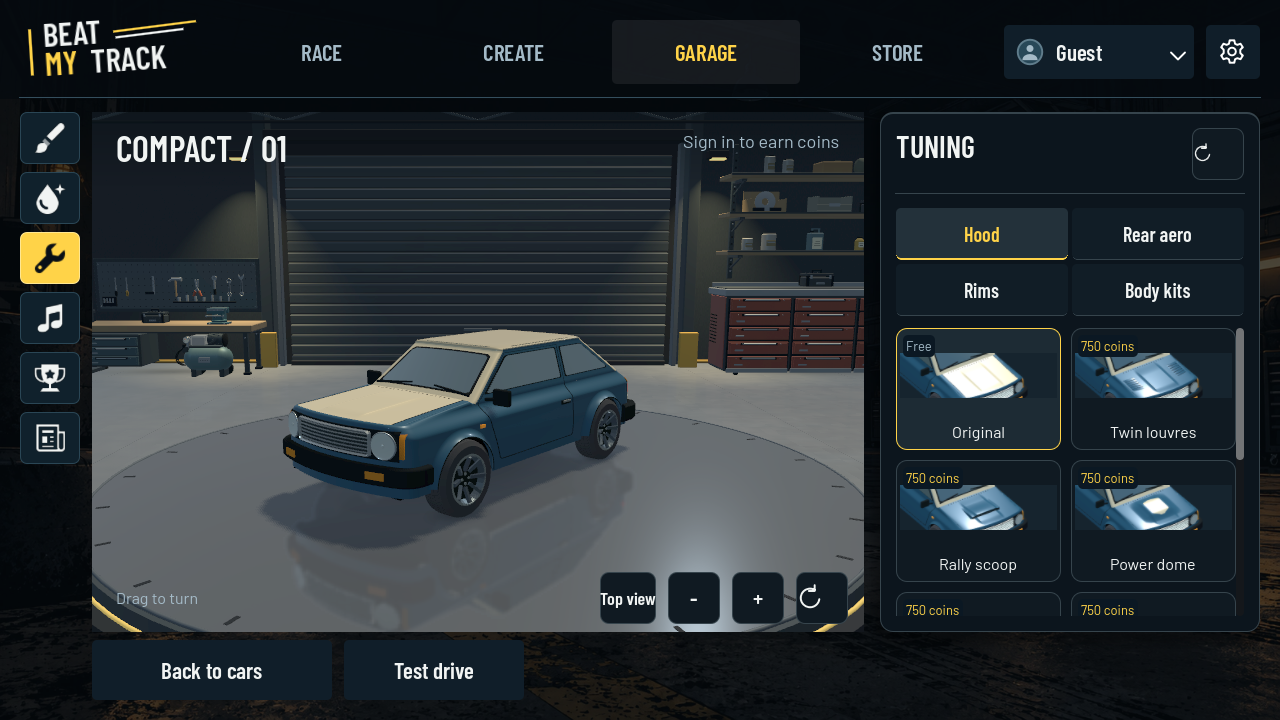 BEAT
MY TRACK
RACE
CREATE
GARAGE
STORE
Guest
COMPACT / 01
Sign in to earn coins
Drag to turn
Top view
-
+
Back to cars
Test drive
TUNING
Hood
Rear aero
Rims
Body kits
Free
Original
750 coins
Twin louvres
750 coins
Rally scoop
750 coins
Power dome
750 coins
750 coins